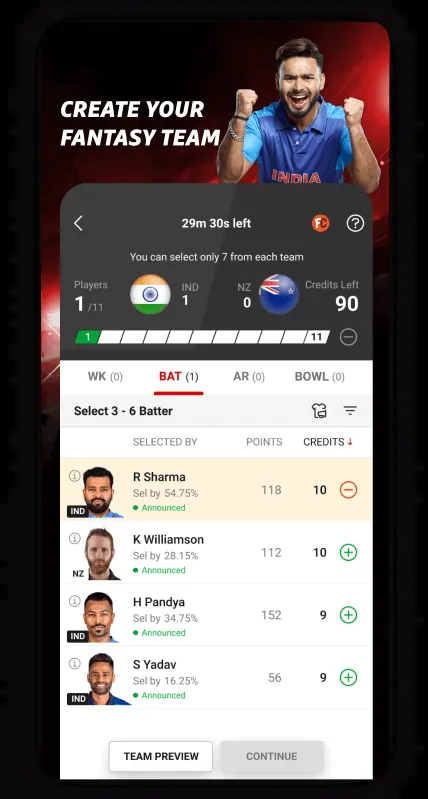 CREATE YOUR
FANTASY TEAM
INDIA
29m 30s left
FC
?
You can select only 7 from each team
Players
1 /11
IND
1
NZ
0
Credits Left
90
1
11
WK (0)
BAT (1)
AR (0)
BOWL (0)
Select 3 - 6 Batter
SELECTED BY
POINTS
CREDITS ↓
i
R Sharma
Sel by 54.75%
Announced
IND
118
10
i
K Williamson
Sel by 28.15%
Announced
NZ
112
10
i
H Pandya
Sel by 34.75%
Announced
IND
152
9
i
S Yadav
Sel by 16.25%
Announced
IND
56
9
TEAM PREVIEW
CONTINUE